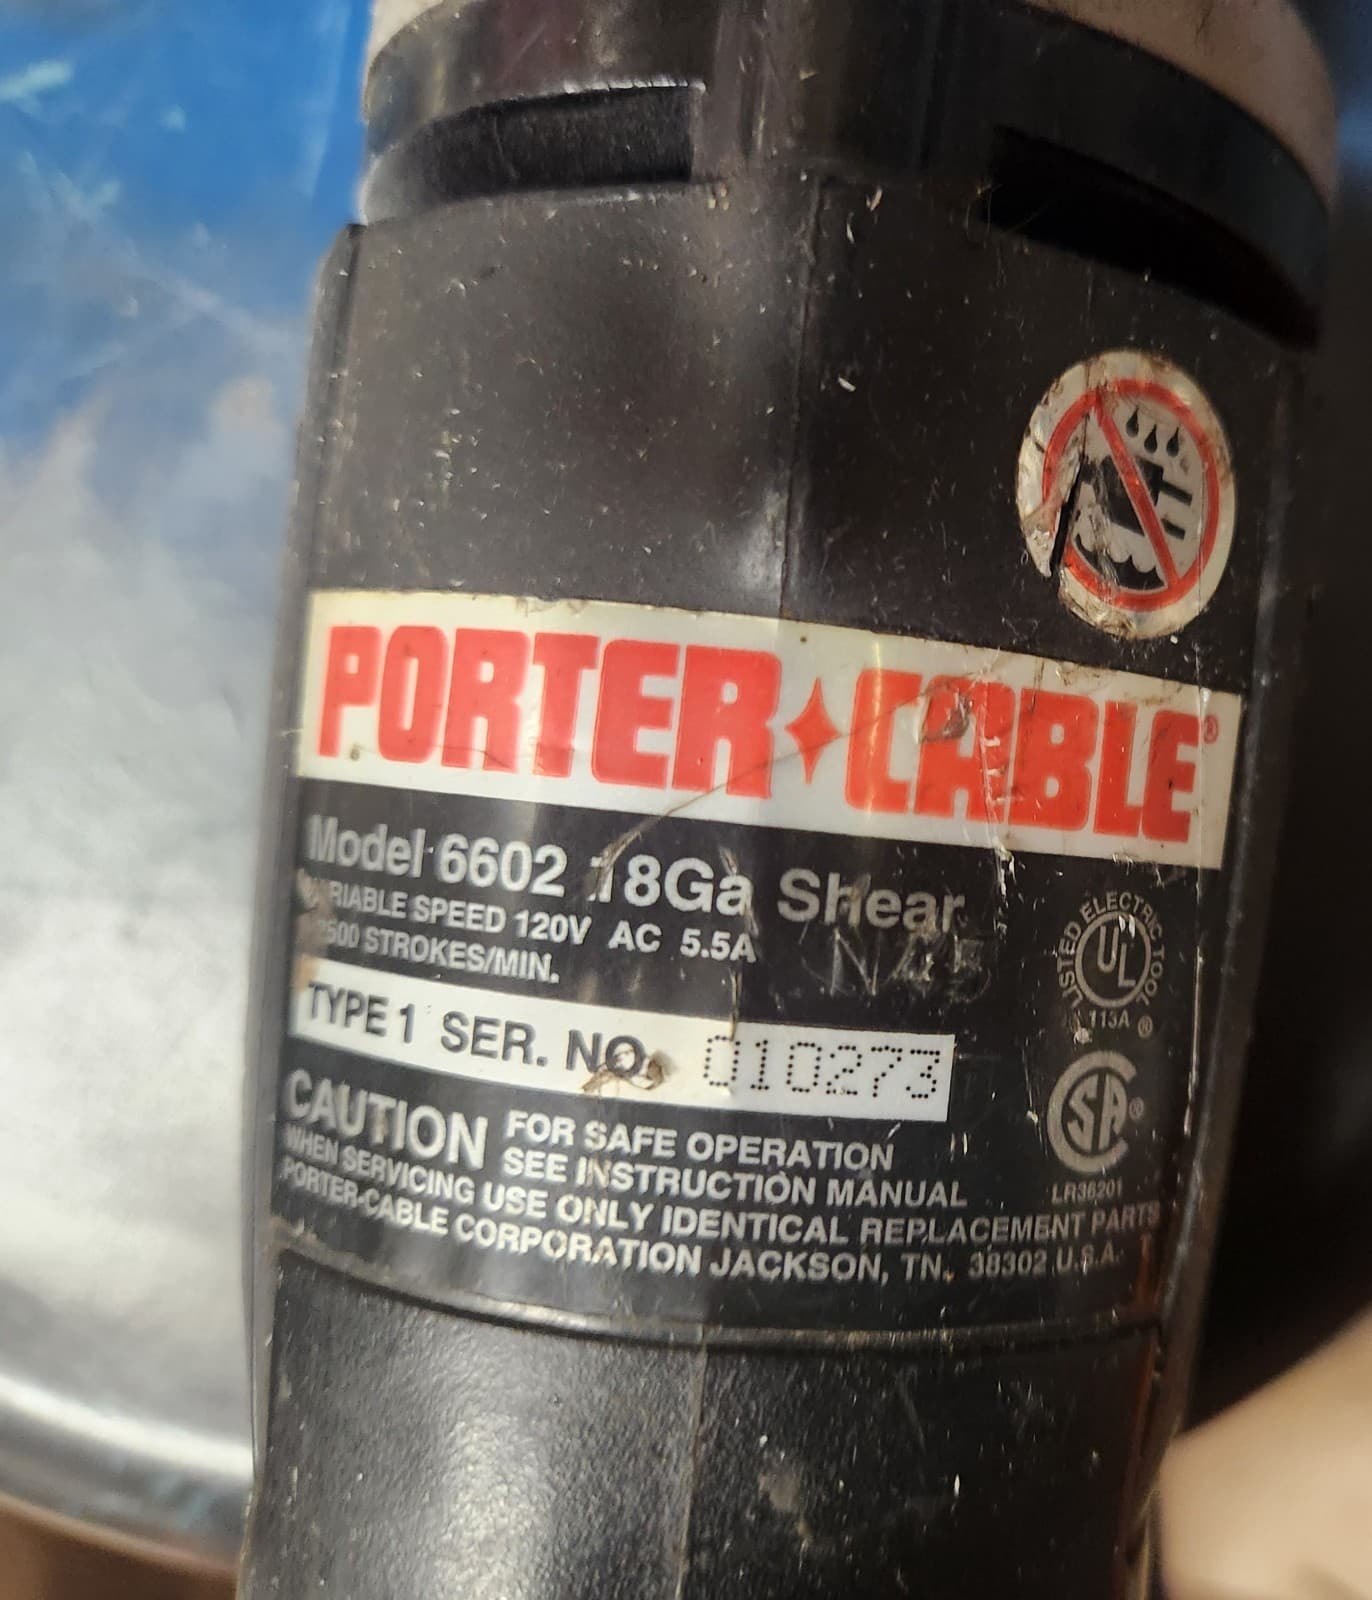 PORTER CABLE®
Model 6602 18Ga Shear
VARIABLE SPEED 120V AC 5.5A
STROKES/MIN.
TYPE 1 SER. NO. 010273
CAUTION FOR SAFE OPERATION
SEE INSTRUCTION MANUAL
WHEN SERVICING USE ONLY IDENTICAL REPLACEMENT PARTS
PORTER-CABLE CORPORATION JACKSON, TN. 38302 U.S.A.
LISTED ELECTRIC TOOL
UL
113A ®
SA®
LR36201